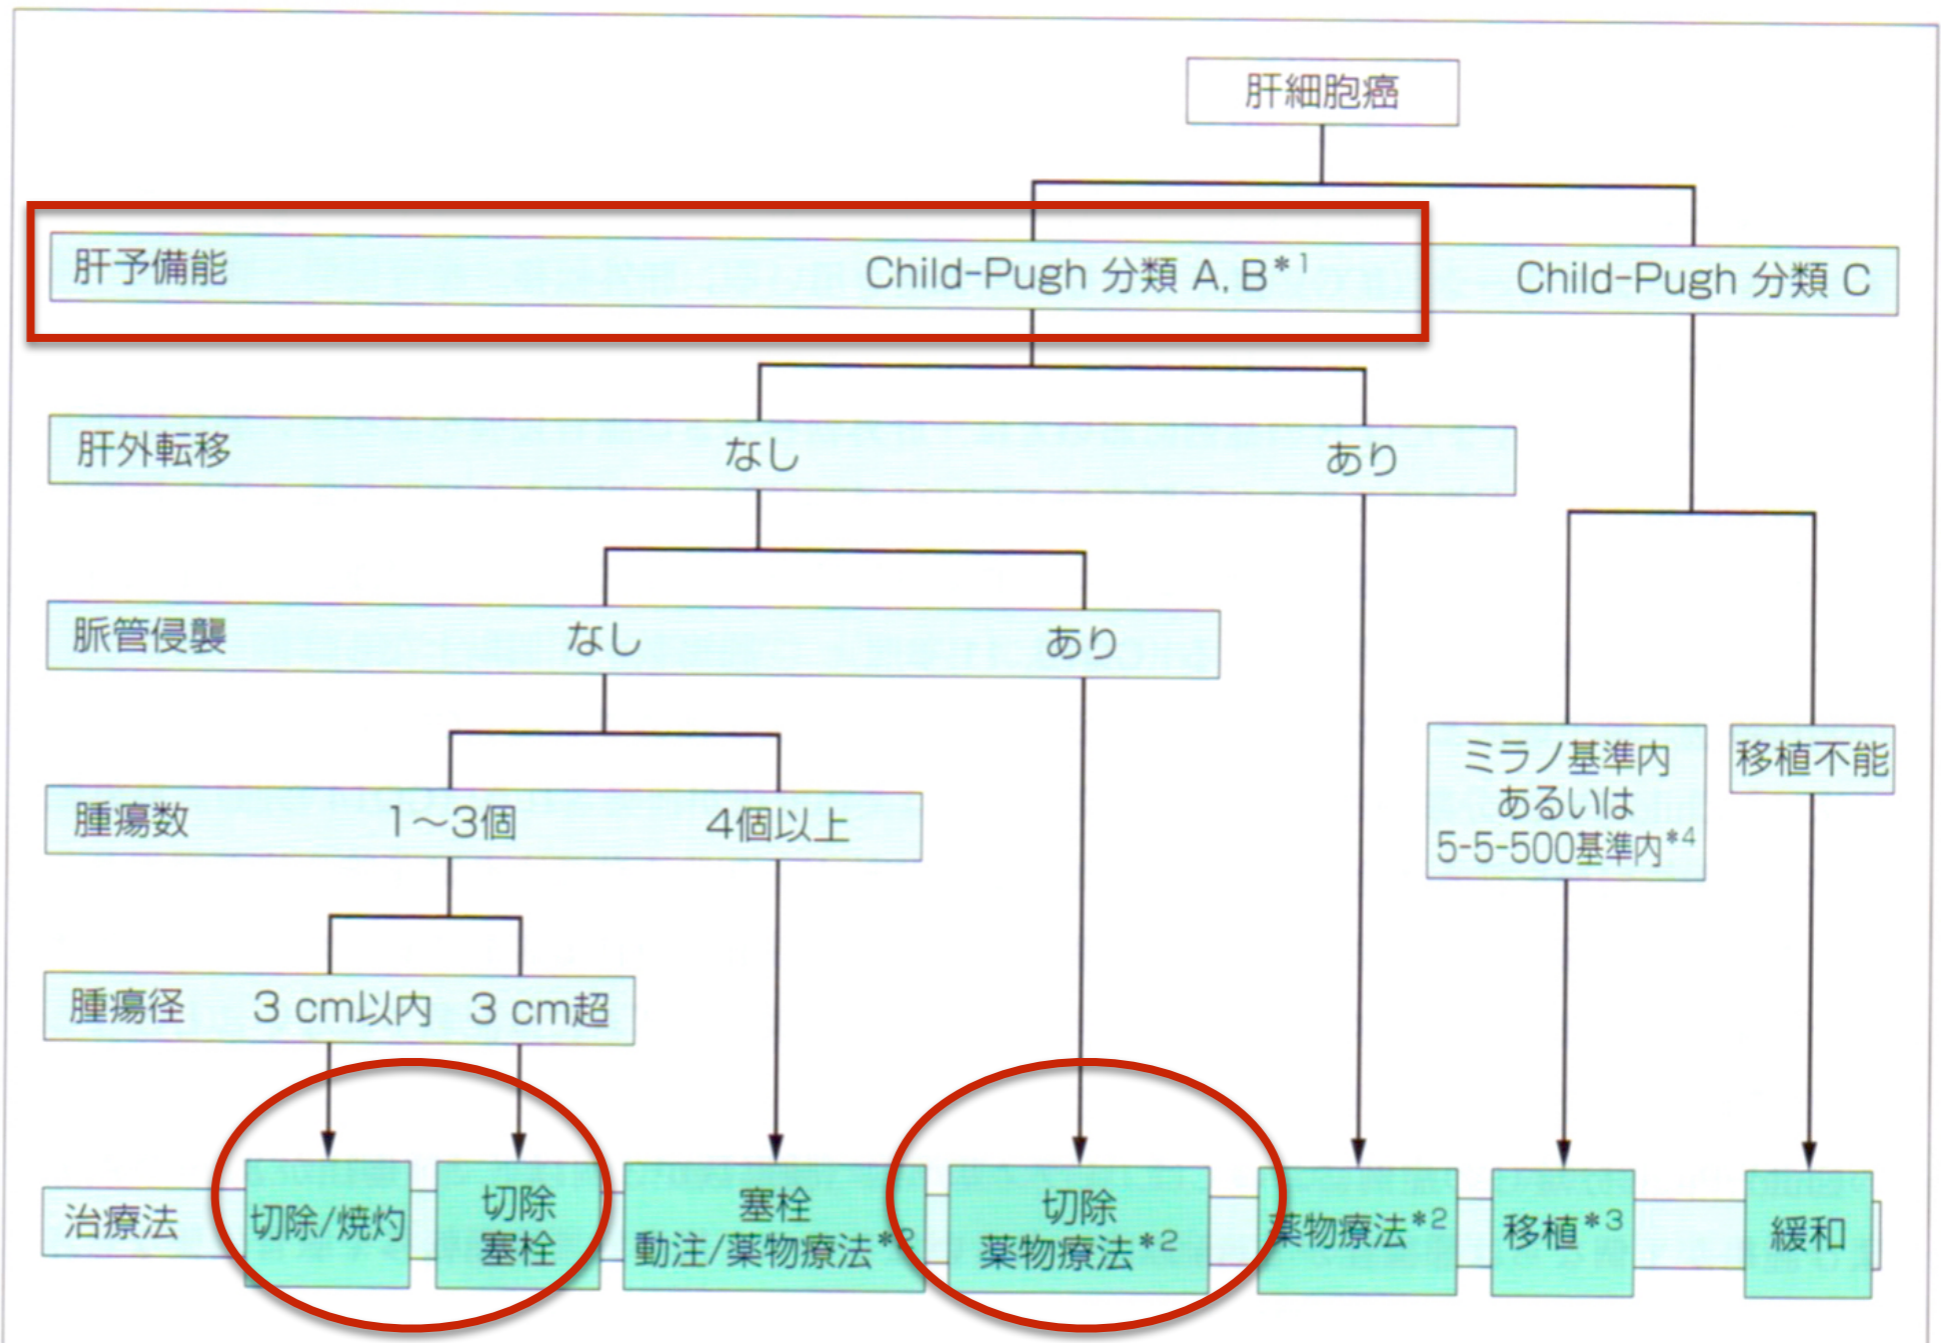 肝細胞癌
肝予備能 Child-Pugh 分類 A, B*1 Child-Pugh 分類 C
肝外転移 なし あり
脈管侵襲 なし あり
ミラノ基準内
あるいは
5-5-500基準内*4
移植不能
腫瘍数 1〜3個 4個以上
腫瘍径 3 cm以内 3 cm超
治療法
切除/焼灼
切除
塞栓
塞栓
動注/薬物療法*2
切除
薬物療法*2
薬物療法*2
移植*3
緩和